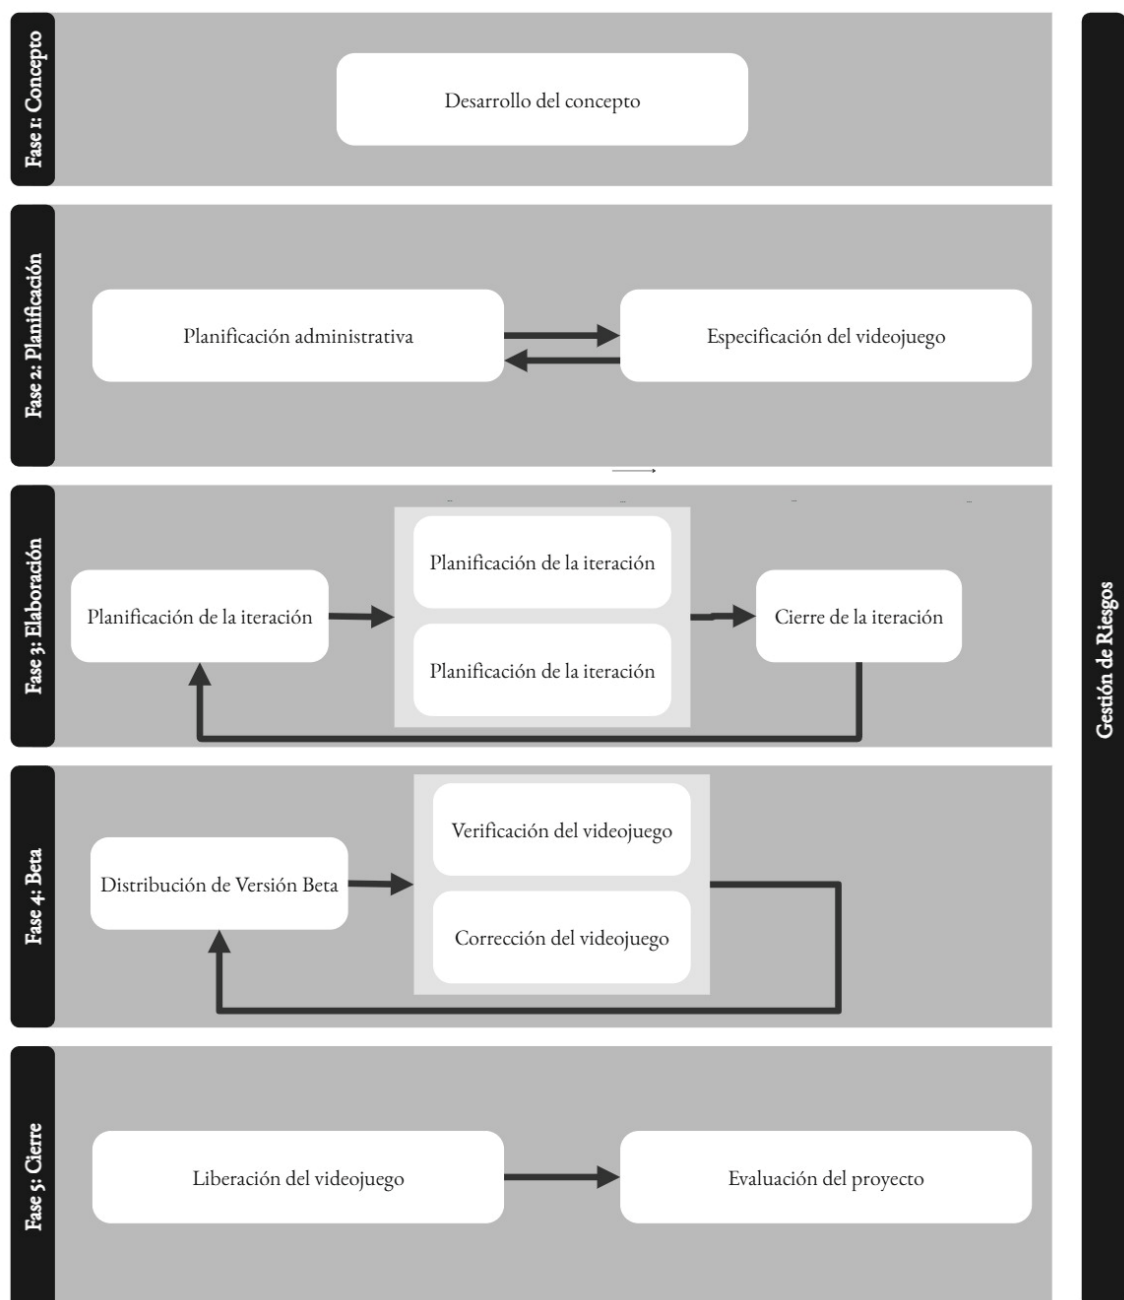 Fase 1: Concepto
Desarrollo del concepto
Fase 2: Planificación
Planificación administrativa
Especificación del videojuego
Fase 3: Elaboración
Planificación de la iteración
Planificación de la iteración
Planificación de la iteración
Cierre de la iteración
Fase 4: Beta
Distribución de Versión Beta
Verificación del videojuego
Corrección del videojuego
Fase 5: Cierre
Liberación del videojuego
Evaluación del proyecto
Gestión de Riesgos